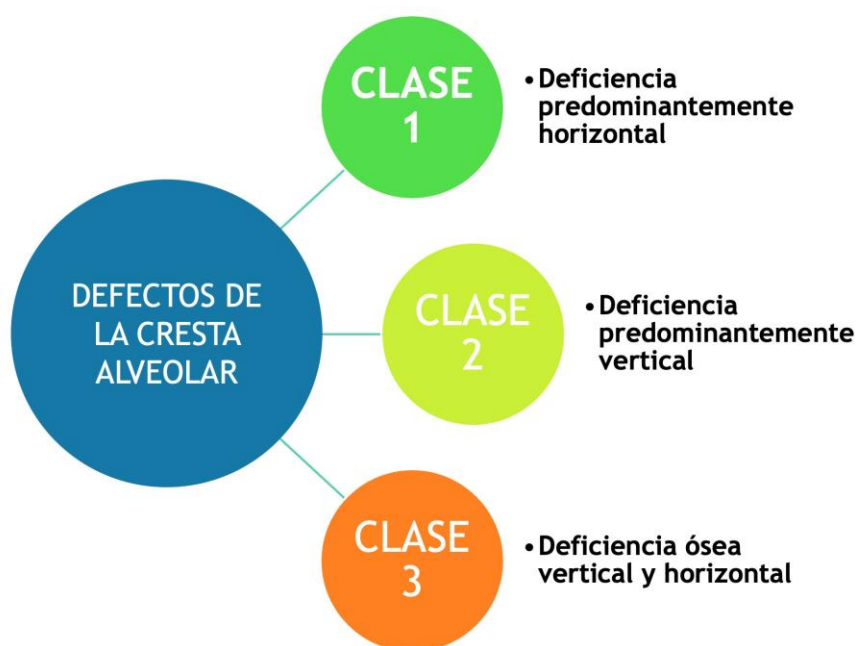 DEFECTOS DE
LA CRESTA
ALVEOLAR
CLASE
1
• Deficiencia
predominantemente
horizontal
CLASE
2
• Deficiencia
predominantemente
vertical
CLASE
3
• Deficiencia ósea
vertical y horizontal